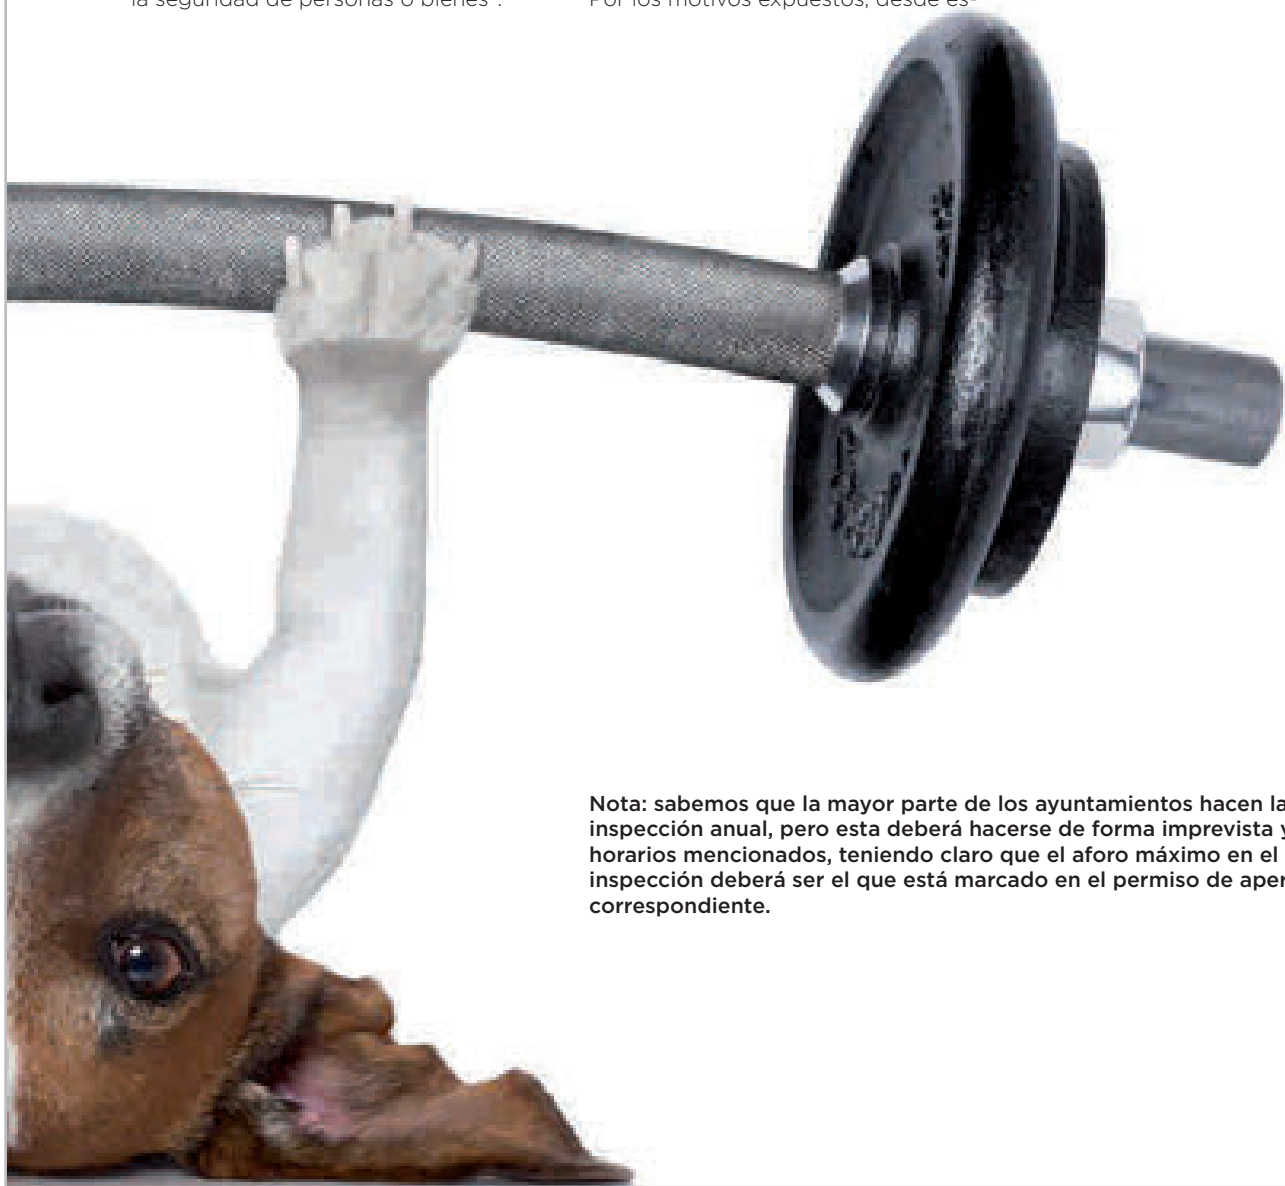 la seguridad de personas o bienes".
Por los motivos expuestos, desde es-
Nota: sabemos que la mayor parte de los ayuntamientos hacen la
inspección anual, pero esta deberá hacerse de forma imprevista y
horarios mencionados, teniendo claro que el aforo máximo en el
inspección deberá ser el que está marcado en el permiso de aper
correspondiente.